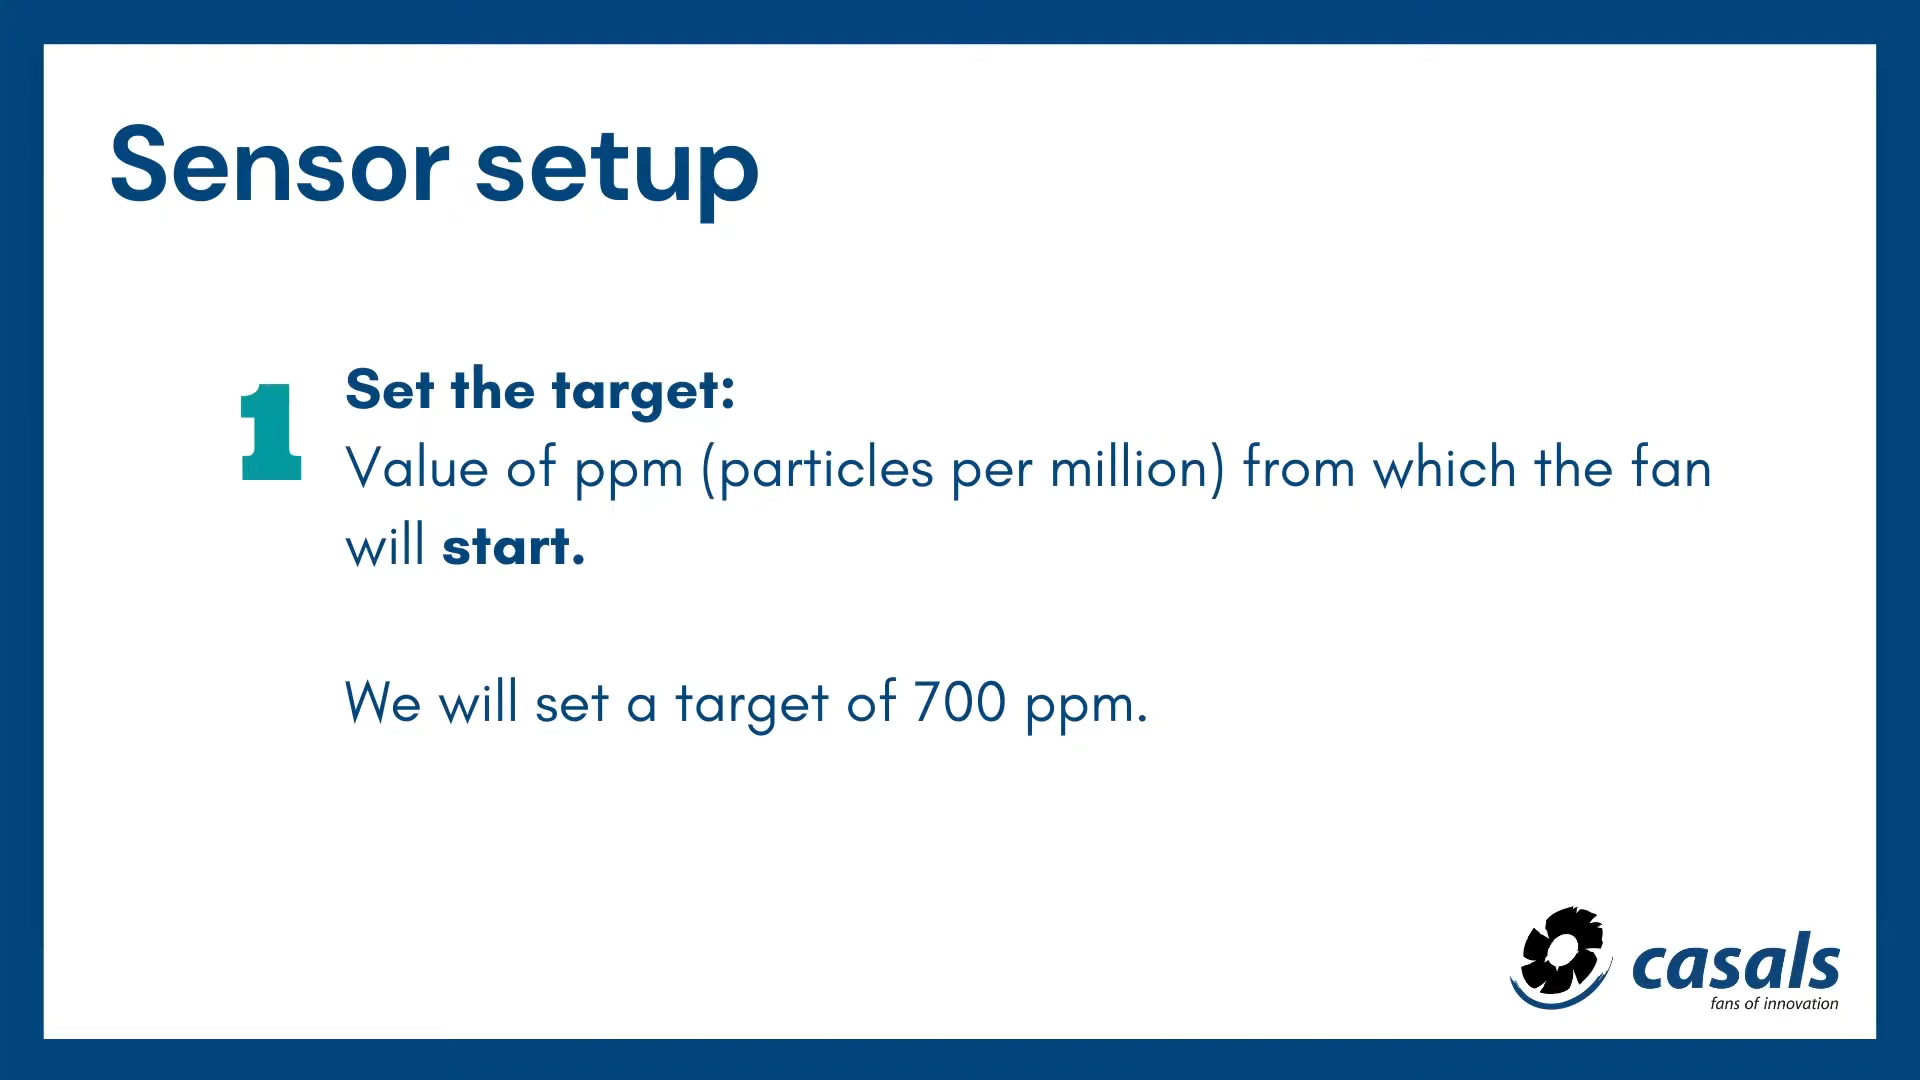 Sensor setup
1
Set the target:
Value of ppm (particles per million) from which the fan
will start.
We will set a target of 700 ppm.
casals
fans of innovation